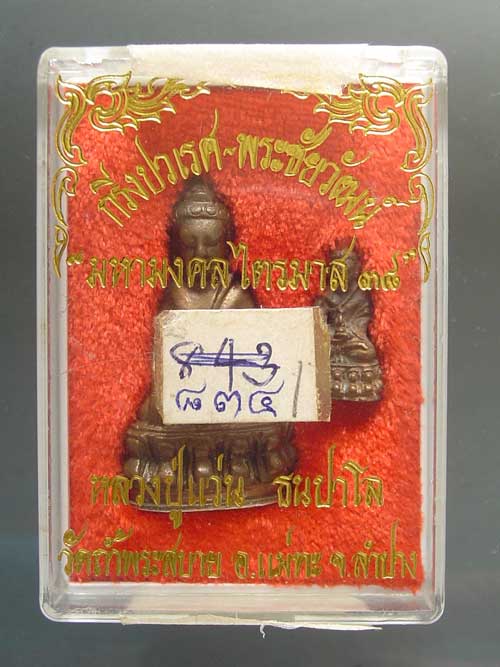 กริ่งปวเรศ~พระชัยวัฒน์
"มหามงคลไตรมาส ๓๘"
๘๓๕
หลวงปู่แว่น ธนปาโล
วัดถ้ำพระสบาย อ.แม่ทะ จ.ลำปาง